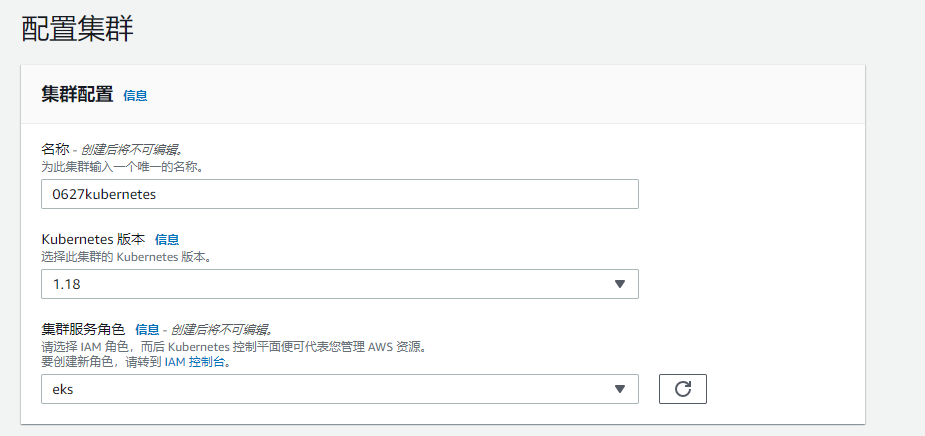 配置集群
集群配置 信息
名称 - 创建后将不可编辑。
为此集群输入一个唯一的名称。
0627kubernetes
Kubernetes 版本 信息
选择此集群的 Kubernetes 版本。
1.18
集群服务角色 信息 - 创建后将不可编辑。
请选择 IAM 角色，而后 Kubernetes 控制平面便可代表您管理 AWS 资源。
要创建新角色，请转到 IAM 控制台。
eks